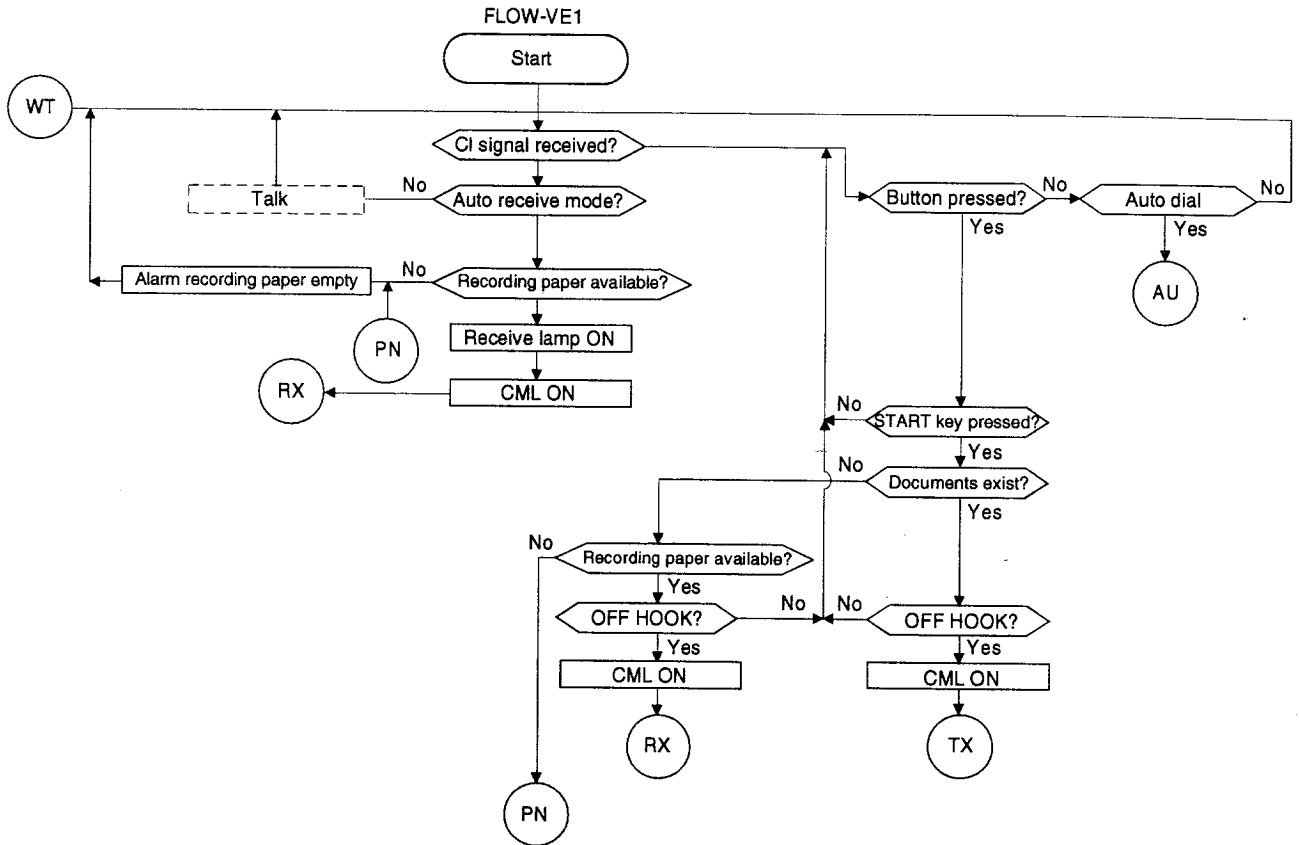 FLOW-VE1
Start
WT
CI signal received?
Talk
No
Auto receive mode?
Button pressed?
No
Auto dial
No
Yes
Yes
Alarm recording paper empty
No
Recording paper available?
AU
PN
Receive lamp ON
RX
CML ON
No
START key pressed?
Yes
No
Documents exist?
Yes
No
Recording paper available?
Yes
OFF HOOK?
No
No
OFF HOOK?
Yes
Yes
CML ON
CML ON
RX
TX
PN